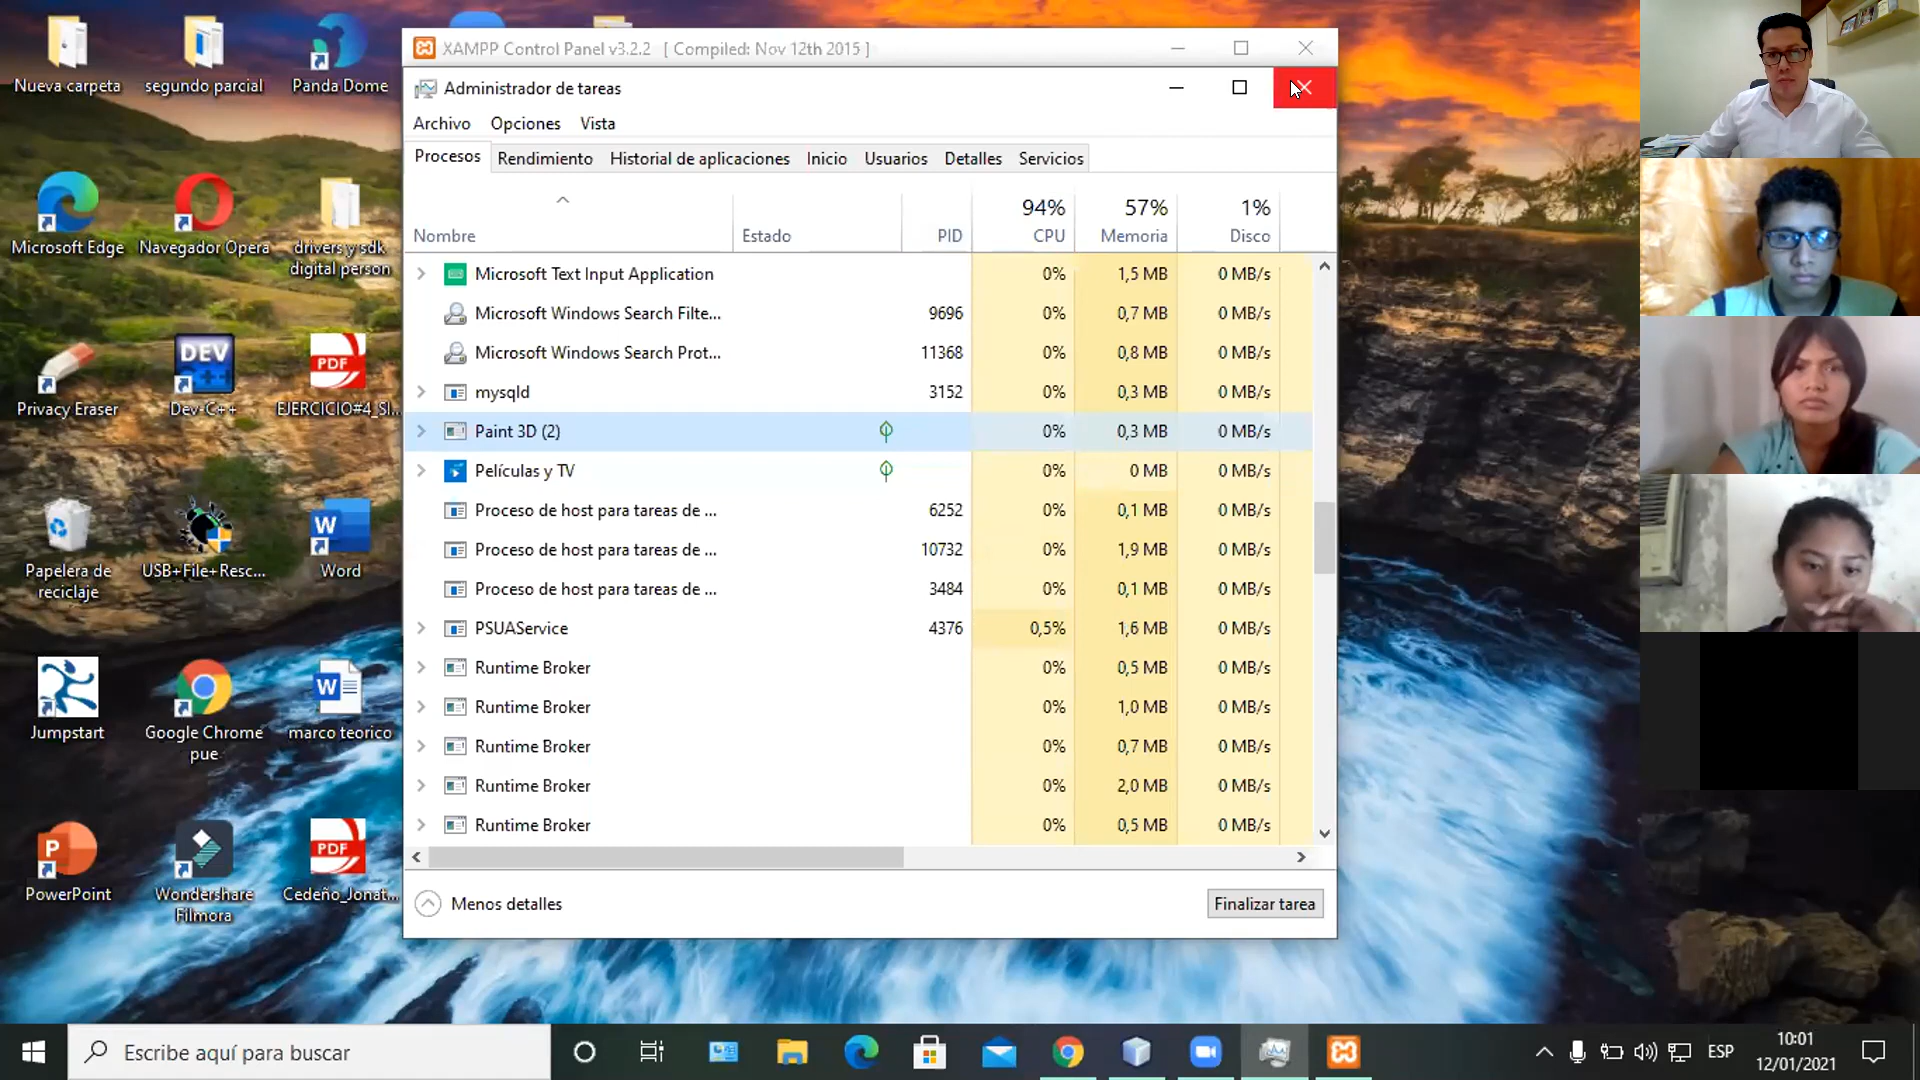 Nueva carpeta
segundo parcial
Panda Dome
Microsoft Edge
Navegador Opera
drivers y sdk
digital person
Privacy Eraser
DEV
C++
Dev-C++
PDF
EJERCICIO#4_SI...
Papelera de
reciclaje
USB+File+Resc...
W
Word
Jumpstart
Google Chrome
pue
W
marco teorico
P
PowerPoint
Wondershare
Filmora
PDF
Cedeño_Jonat...
XAMPP Control Panel v3.2.2 [ Compiled: Nov 12th 2015 ]
Administrador de tareas
Archivo Opciones Vista
Procesos Rendimiento Historial de aplicaciones Inicio Usuarios Detalles Servicios
94% 57% 1%
Nombre Estado PID CPU Memoria Disco
Microsoft Text Input Application 0% 1,5 MB 0 MB/s
Microsoft Windows Search Filte... 9696 0% 0,7 MB 0 MB/s
Microsoft Windows Search Prot... 11368 0% 0,8 MB 0 MB/s
mysqld 3152 0% 0,3 MB 0 MB/s
Paint 3D (2) 0% 0,3 MB 0 MB/s
Películas y TV 0% 0 MB 0 MB/s
Proceso de host para tareas de ... 6252 0% 0,1 MB 0 MB/s
Proceso de host para tareas de ... 10732 0% 1,9 MB 0 MB/s
Proceso de host para tareas de ... 3484 0% 0,1 MB 0 MB/s
PSUAService 4376 0,5% 1,6 MB 0 MB/s
Runtime Broker 0% 0,5 MB 0 MB/s
Runtime Broker 0% 1,0 MB 0 MB/s
Runtime Broker 0% 0,7 MB 0 MB/s
Runtime Broker 0% 2,0 MB 0 MB/s
Runtime Broker 0% 0,5 MB 0 MB/s
Menos detalles
Finalizar tarea
Escribe aquí para buscar
ESP
10:01
12/01/2021